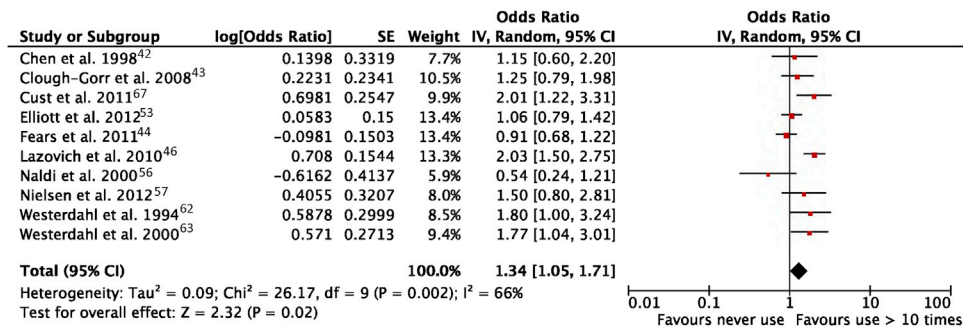 Odds Ratio Odds Ratio
Study or Subgroup log[Odds Ratio] SE Weight IV, Random, 95% CI IV, Random, 95% CI
Chen et al. 1998⁴² 0.1398 0.3319 7.7% 1.15 [0.60, 2.20]
Clough-Gorr et al. 2008⁴³ 0.2231 0.2341 10.5% 1.25 [0.79, 1.98]
Cust et al. 2011⁶⁷ 0.6981 0.2547 9.9% 2.01 [1.22, 3.31]
Elliott et al. 2012⁵³ 0.0583 0.15 13.4% 1.06 [0.79, 1.42]
Fears et al. 2011⁴⁴ -0.0981 0.1503 13.4% 0.91 [0.68, 1.22]
Lazovich et al. 2010⁴⁶ 0.708 0.1544 13.3% 2.03 [1.50, 2.75]
Naldi et al. 2000⁵⁶ -0.6162 0.4137 5.9% 0.54 [0.24, 1.21]
Nielsen et al. 2012⁵⁷ 0.4055 0.3207 8.0% 1.50 [0.80, 2.81]
Westerdahl et al. 1994⁶² 0.5878 0.2999 8.5% 1.80 [1.00, 3.24]
Westerdahl et al. 2000⁶³ 0.571 0.2713 9.4% 1.77 [1.04, 3.01]
Total (95% CI) 100.0% 1.34 [1.05, 1.71]
Heterogeneity: Tau² = 0.09; Chi² = 26.17, df = 9 (P = 0.002); I² = 66%
Test for overall effect: Z = 2.32 (P = 0.02)
0.01 0.1 1 10 100
Favours never use Favours use > 10 times